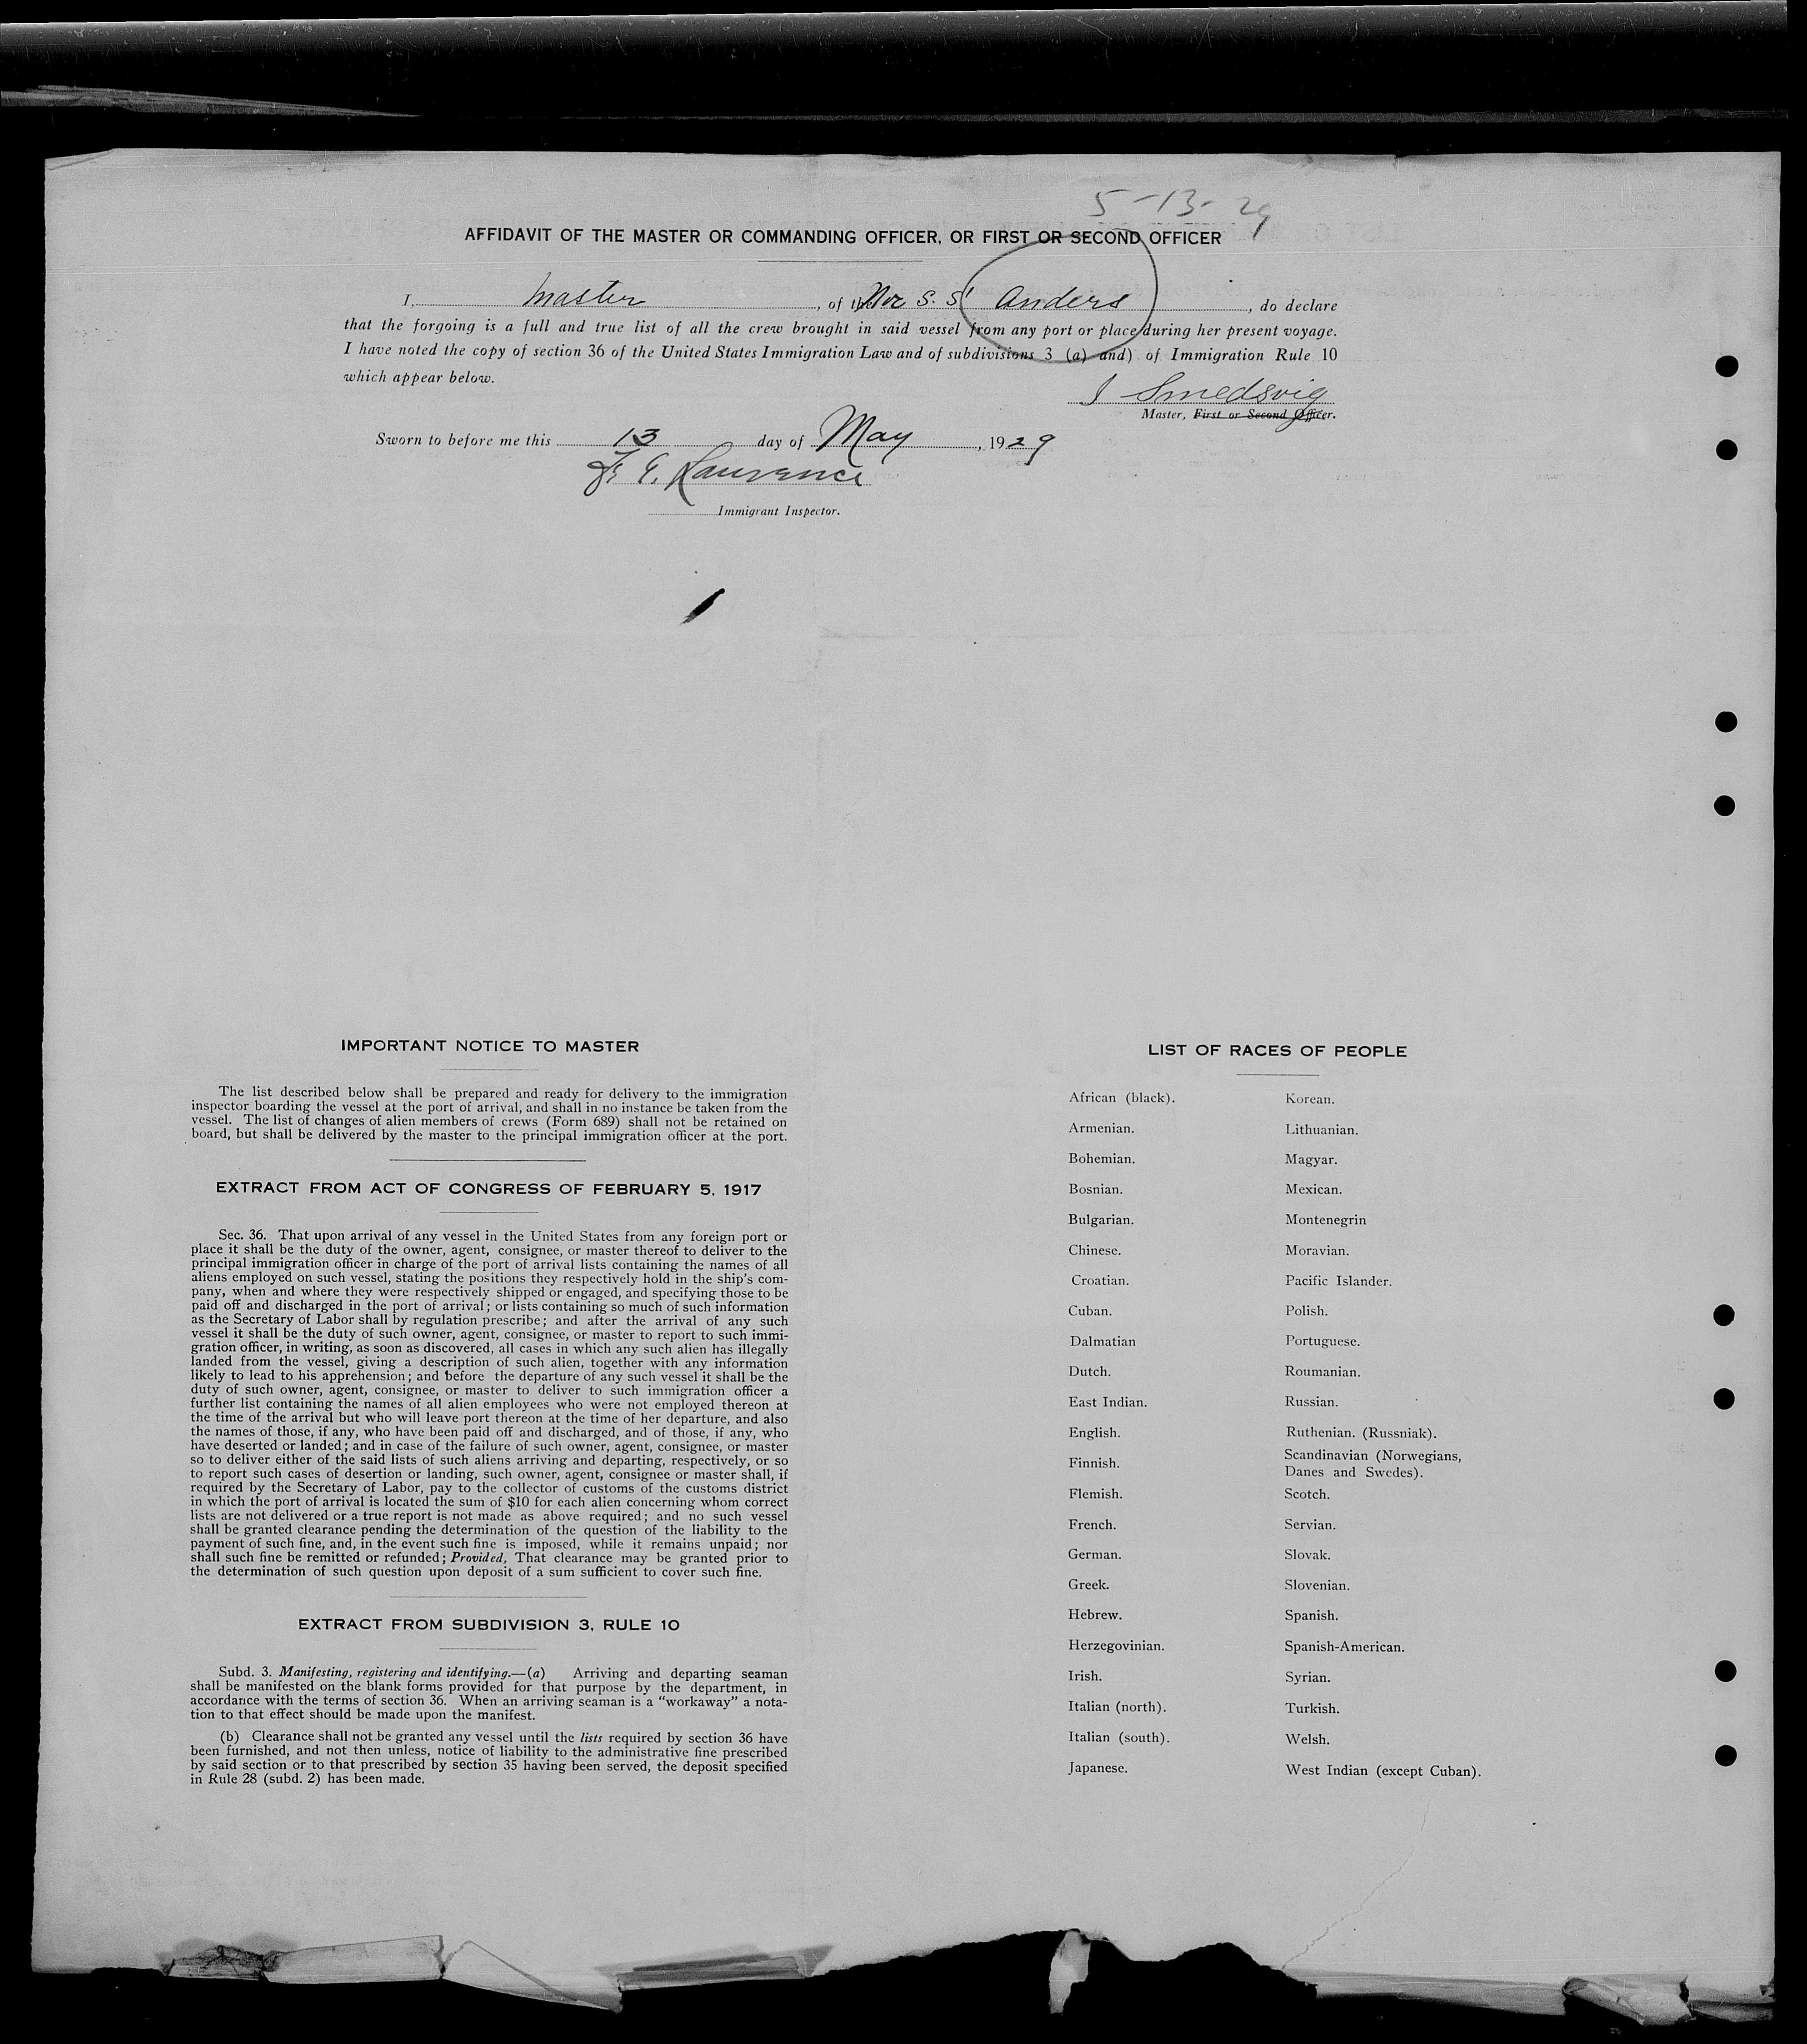 5-13-29
AFFIDAVIT OF THE MASTER OR COMMANDING OFFICER, OR FIRST OR SECOND OFFICER
I, Master, of the Nor S. S. Anders, do declare
that the forgoing is a full and true list of all the crew brought in said vessel from any port or place during her present voyage.
I have noted the copy of section 36 of the United States Immigration Law and of subdivisions 3 (a) and) of Immigration Rule 10
which appear below.
I Smedsvig
Master, First or Second Officer.
Sworn to before me this 13 day of May, 1929
F. E. Lawrence
Immigrant Inspector.
IMPORTANT NOTICE TO MASTER
The list described below shall be prepared and ready for delivery to the immigration
inspector boarding the vessel at the port of arrival, and shall in no instance be taken from the
vessel. The list of changes of alien members of crews (Form 689) shall not be retained on
board, but shall be delivered by the master to the principal immigration officer at the port.
EXTRACT FROM ACT OF CONGRESS OF FEBRUARY 5, 1917
Sec. 36. That upon arrival of any vessel in the United States from any foreign port or
place it shall be the duty of the owner, agent, consignee, or master thereof to deliver to the
principal immigration officer in charge of the port of arrival lists containing the names of all
aliens employed on such vessel, stating the positions they respectively hold in the ship's com-
pany, when and where they were respectively shipped or engaged, and specifying those to be
paid off and discharged in the port of arrival; or lists containing so much of such information
as the Secretary of Labor shall by regulation prescribe; and after the arrival of any such
vessel it shall be the duty of such owner, agent, consignee, or master to report to such immi-
gration officer, in writing, as soon as discovered, all cases in which any such alien has illegally
landed from the vessel, giving a description of such alien, together with any information
likely to lead to his apprehension; and before the departure of any such vessel it shall be the
duty of such owner, agent, consignee, or master to deliver to such immigration officer a
further list containing the names of all alien employees who were not employed thereon at
the time of the arrival but who will leave port thereon at the time of her departure, and also
the names of those, if any, who have been paid off and discharged, and of those, if any, who
have deserted or landed; and in case of the failure of such owner, agent, consignee, or master
so to deliver either of the said lists of such aliens arriving and departing, respectively, or so
to report such cases of desertion or landing, such owner, agent, consignee or master shall, if
required by the Secretary of Labor, pay to the collector of customs of the customs district
in which the port of arrival is located the sum of $10 for each alien concerning whom correct
lists are not delivered or a true report is not made as above required; and no such vessel
shall be granted clearance pending the determination of the question of the liability to the
payment of such fine, and, in the event such fine is imposed, while it remains unpaid; nor
shall such fine be remitted or refunded; Provided, That clearance may be granted prior to
the determination of such question upon deposit of a sum sufficient to cover such fine.
EXTRACT FROM SUBDIVISION 3, RULE 10
Subd. 3. Manifesting, registering and identifying.—(a) Arriving and departing seaman
shall be manifested on the blank forms provided for that purpose by the department, in
accordance with the terms of section 36. When an arriving seaman is a "workaway" a nota-
tion to that effect should be made upon the manifest.
(b) Clearance shall not be granted any vessel until the lists required by section 36 have
been furnished, and not then unless, notice of liability to the administrative fine prescribed
by said section or to that prescribed by section 35 having been served, the deposit specified
in Rule 28 (subd. 2) has been made.
LIST OF RACES OF PEOPLE
African (black).
Armenian.
Bohemian.
Bosnian.
Bulgarian.
Chinese.
Croatian.
Cuban.
Dalmatian
Dutch.
East Indian.
English.
Finnish.
Flemish.
French.
German.
Greek.
Hebrew.
Herzegovinian.
Irish.
Italian (north).
Italian (south).
Japanese.
Korean.
Lithuanian.
Magyar.
Mexican.
Montenegrin
Moravian.
Pacific Islander.
Polish.
Portuguese.
Roumanian.
Russian.
Ruthenian. (Russniak).
Scandinavian (Norwegians,
Danes and Swedes).
Scotch.
Servian.
Slovak.
Slovenian.
Spanish.
Spanish-American.
Syrian.
Turkish.
Welsh.
West Indian (except Cuban).